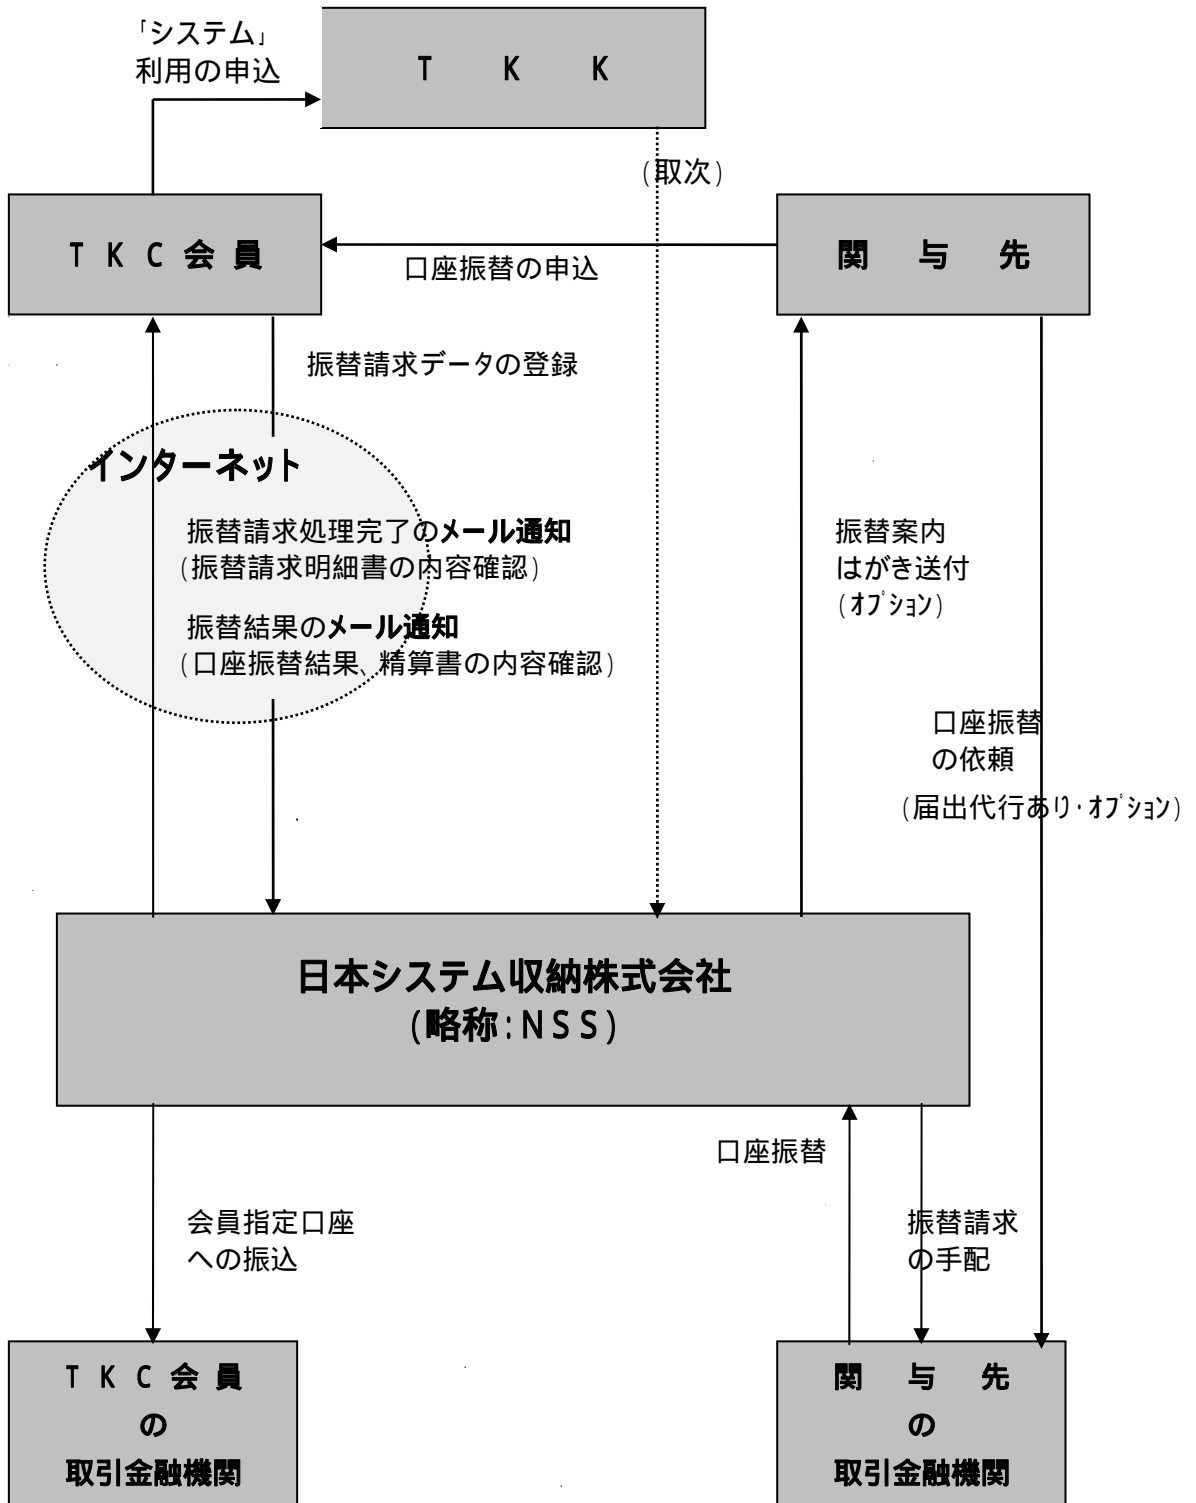 「システム」
利用の申込
T K K
(取次)
TKC会員
関 与 先
口座振替の申込
振替請求データの登録
インターネット
振替請求処理完了のメール通知
(振替請求明細書の内容確認)
振替結果のメール通知
(口座振替結果、精算書の内容確認)
振替案内
はがき送付
(ｵﾌﾟｼｮﾝ)
口座振替
の依頼
(届出代行あり･ｵﾌﾟｼｮﾝ)
日本システム収納株式会社
(略称:NSS)
口座振替
会員指定口座
への振込
振替請求
の手配
TKC会員
の
取引金融機関
関 与 先
の
取引金融機関